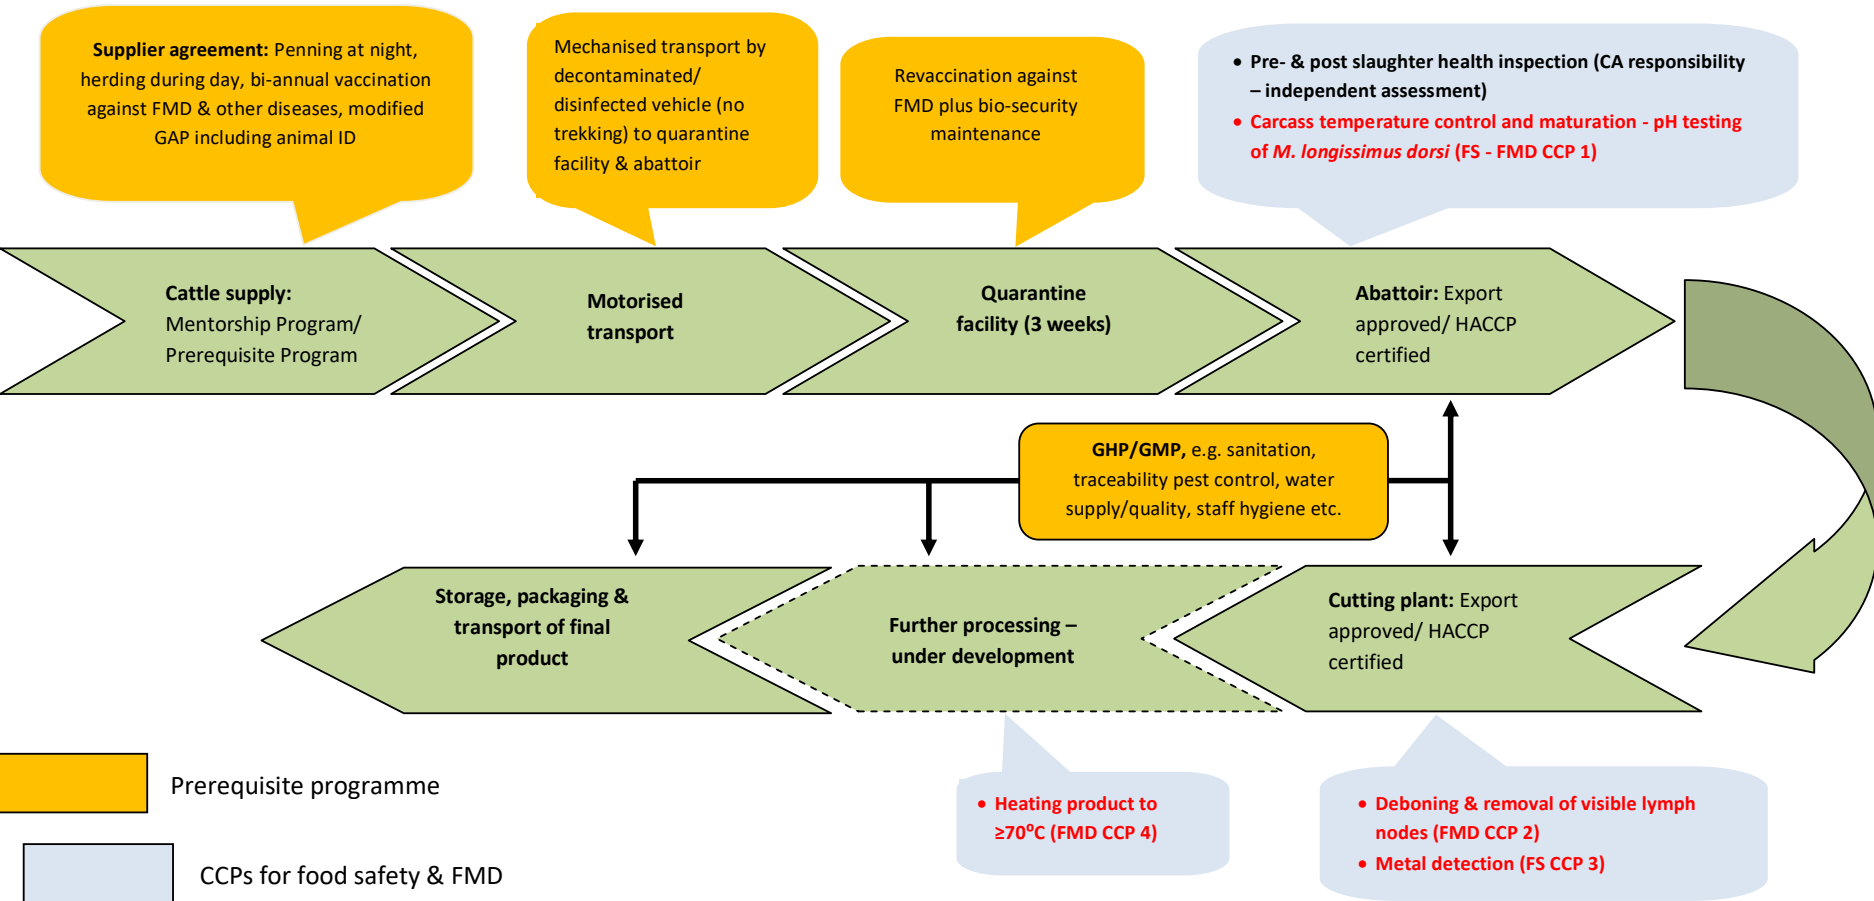 Supplier agreement: Penning at night,
herding during day, bi-annual vaccination
against FMD & other diseases, modified
GAP including animal ID
Mechanised transport by
decontaminated/
disinfected vehicle (no
trekking) to quarantine
facility & abattoir
Revaccination against
FMD plus bio-security
maintenance
• Pre- & post slaughter health inspection (CA responsibility
– independent assessment)
• Carcass temperature control and maturation - pH testing
of M. longissimus dorsi (FS - FMD CCP 1)
Cattle supply:
Mentorship Program/
Prerequisite Program
Motorised
transport
Quarantine
facility (3 weeks)
Abattoir: Export
approved/ HACCP
certified
GHP/GMP, e.g. sanitation,
traceability pest control, water
supply/quality, staff hygiene etc.
Storage, packaging &
transport of final
product
Further processing –
under development
Cutting plant: Export
approved/ HACCP
certified
• Heating product to
≥70⁰C (FMD CCP 4)
• Deboning & removal of visible lymph
nodes (FMD CCP 2)
• Metal detection (FS CCP 3)
Prerequisite programme
CCPs for food safety & FMD